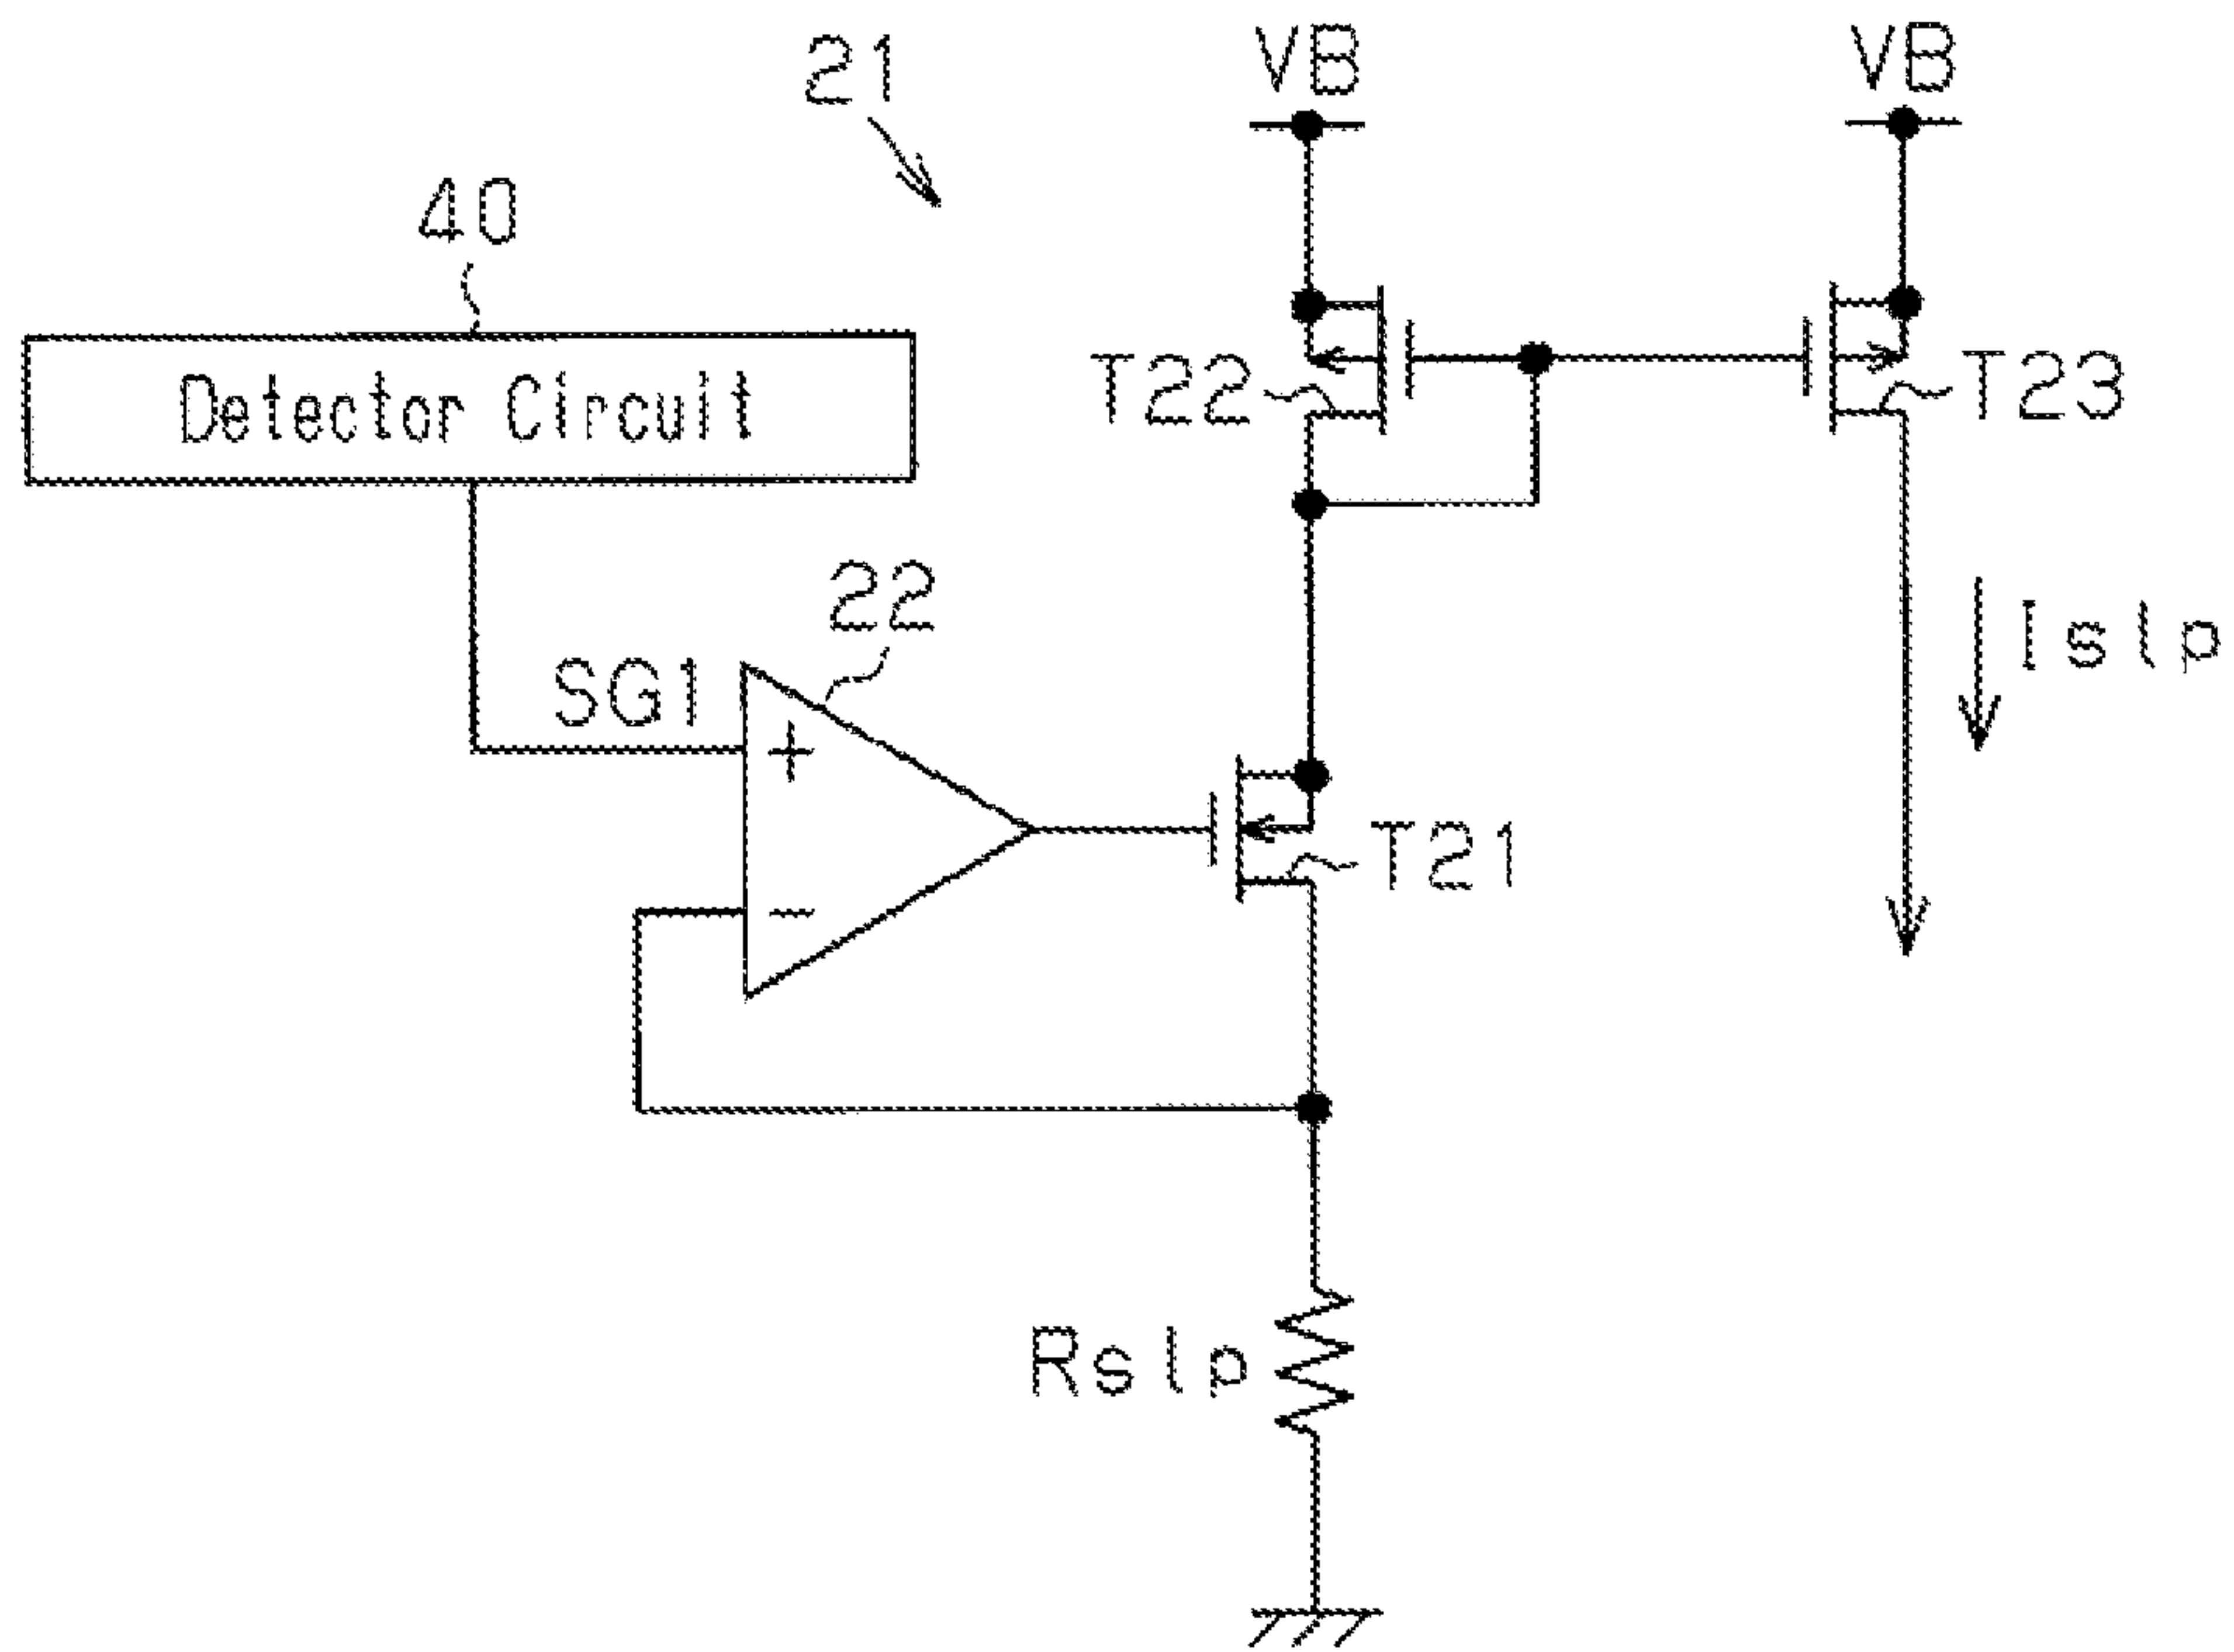 21
VB
VB
40
Detector Circuit
T22
T23
22
SG1
Islp
+
T21
-
Rslp